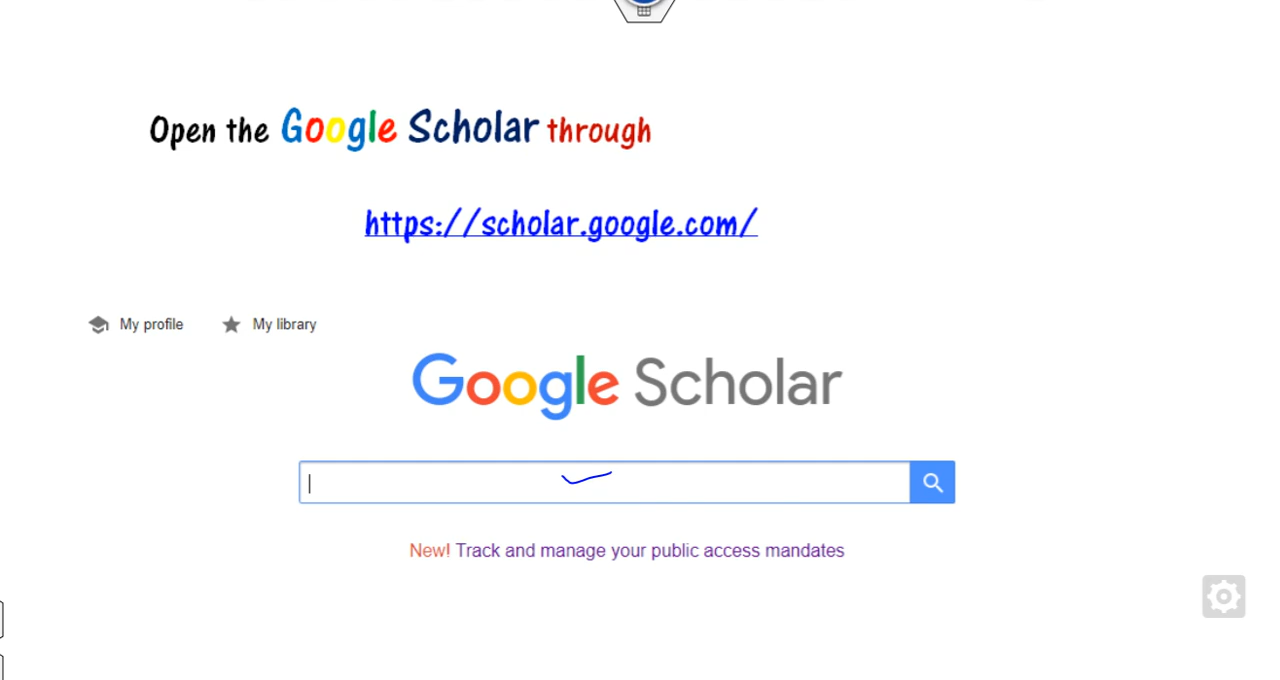 Open the Google Scholar through
https://scholar.google.com/
My profile My library
Google Scholar
New! Track and manage your public access mandates